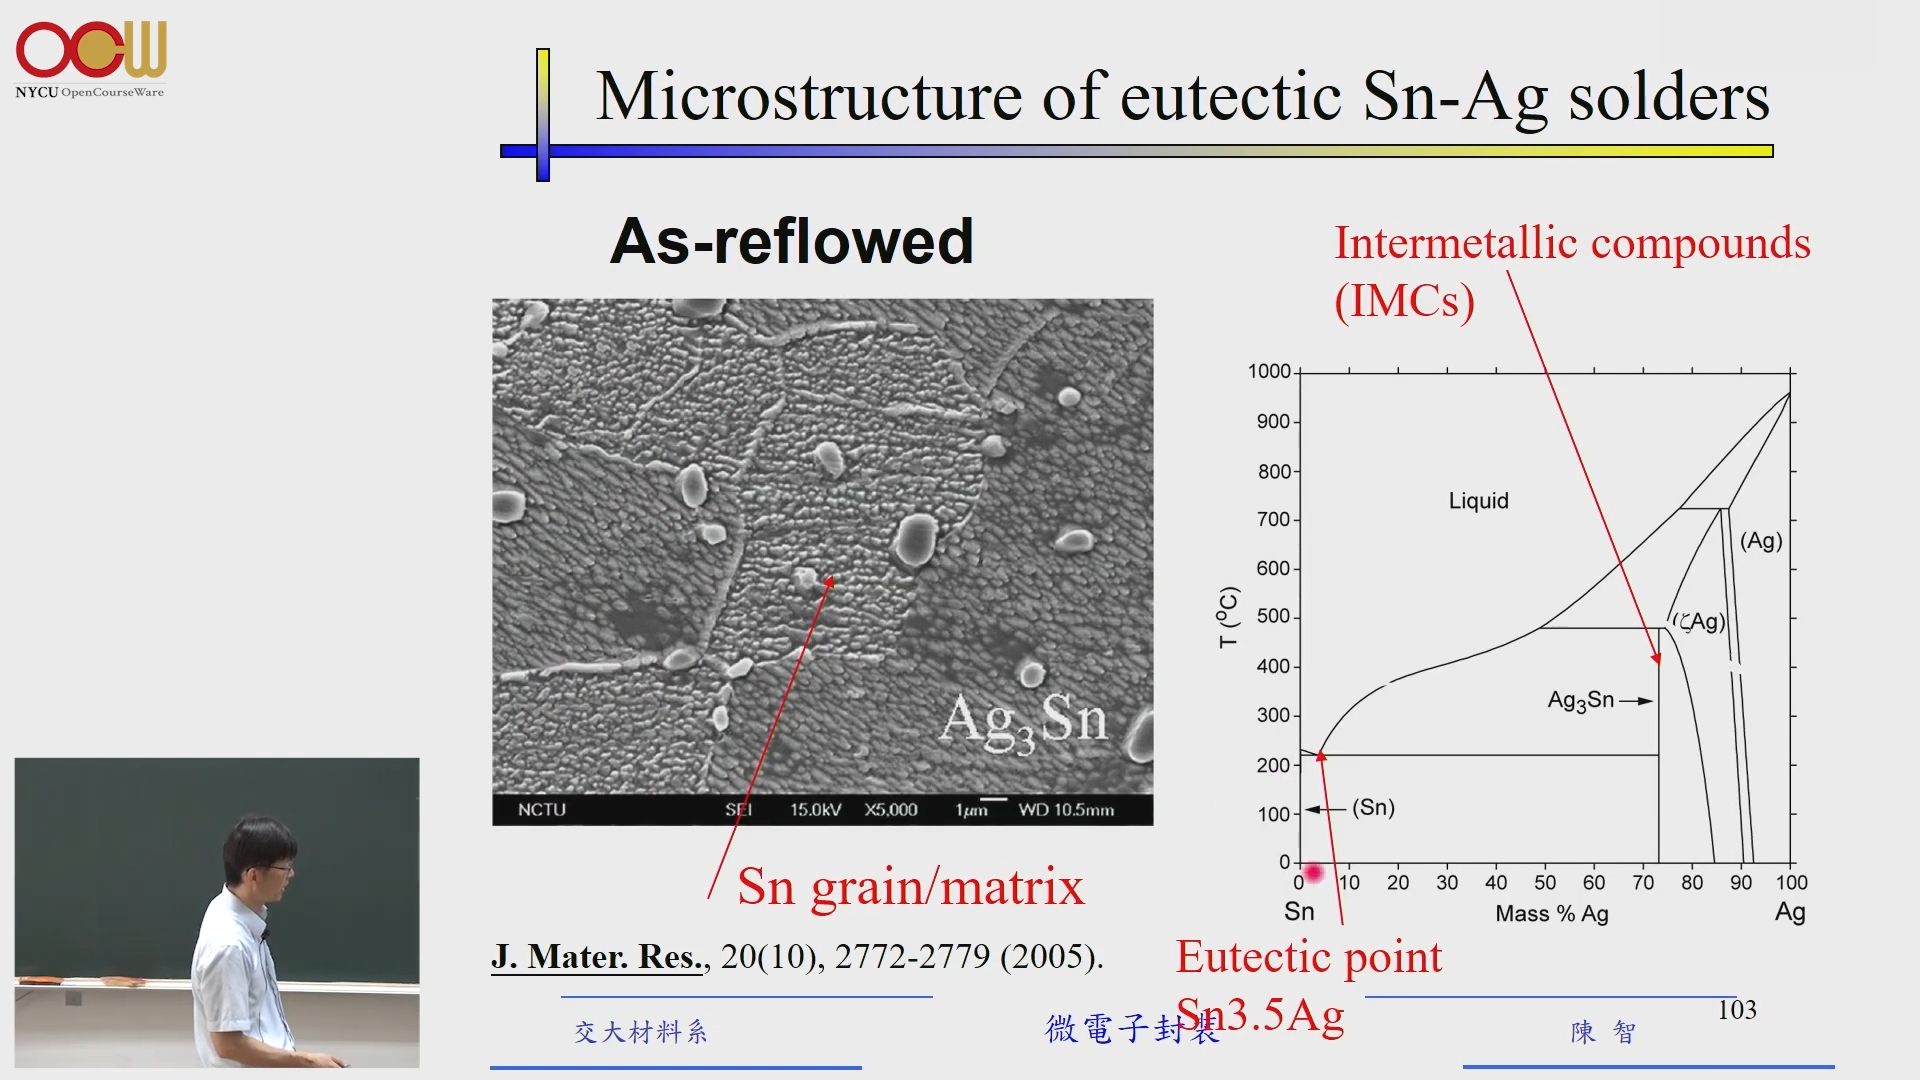 OCW
NYCU OpenCourseWare
Microstructure of eutectic Sn-Ag solders
As-reflowed
Intermetallic compounds
(IMCs)
Ag3Sn
NCTU SEI 15.0kV X5,000 1μm WD 10.5mm
Sn grain/matrix
J. Mater. Res., 20(10), 2772-2779 (2005).
T (°C)
1000
900
800
700
600
500
400
300
200
100
0
Liquid
(Ag)
(ζAg)
Ag3Sn
(Sn)
0 10 20 30 40 50 60 70 80 90 100
Sn Mass % Ag Ag
Eutectic point
Sn3.5Ag
103
交大材料系 微電子封裝 陳 智